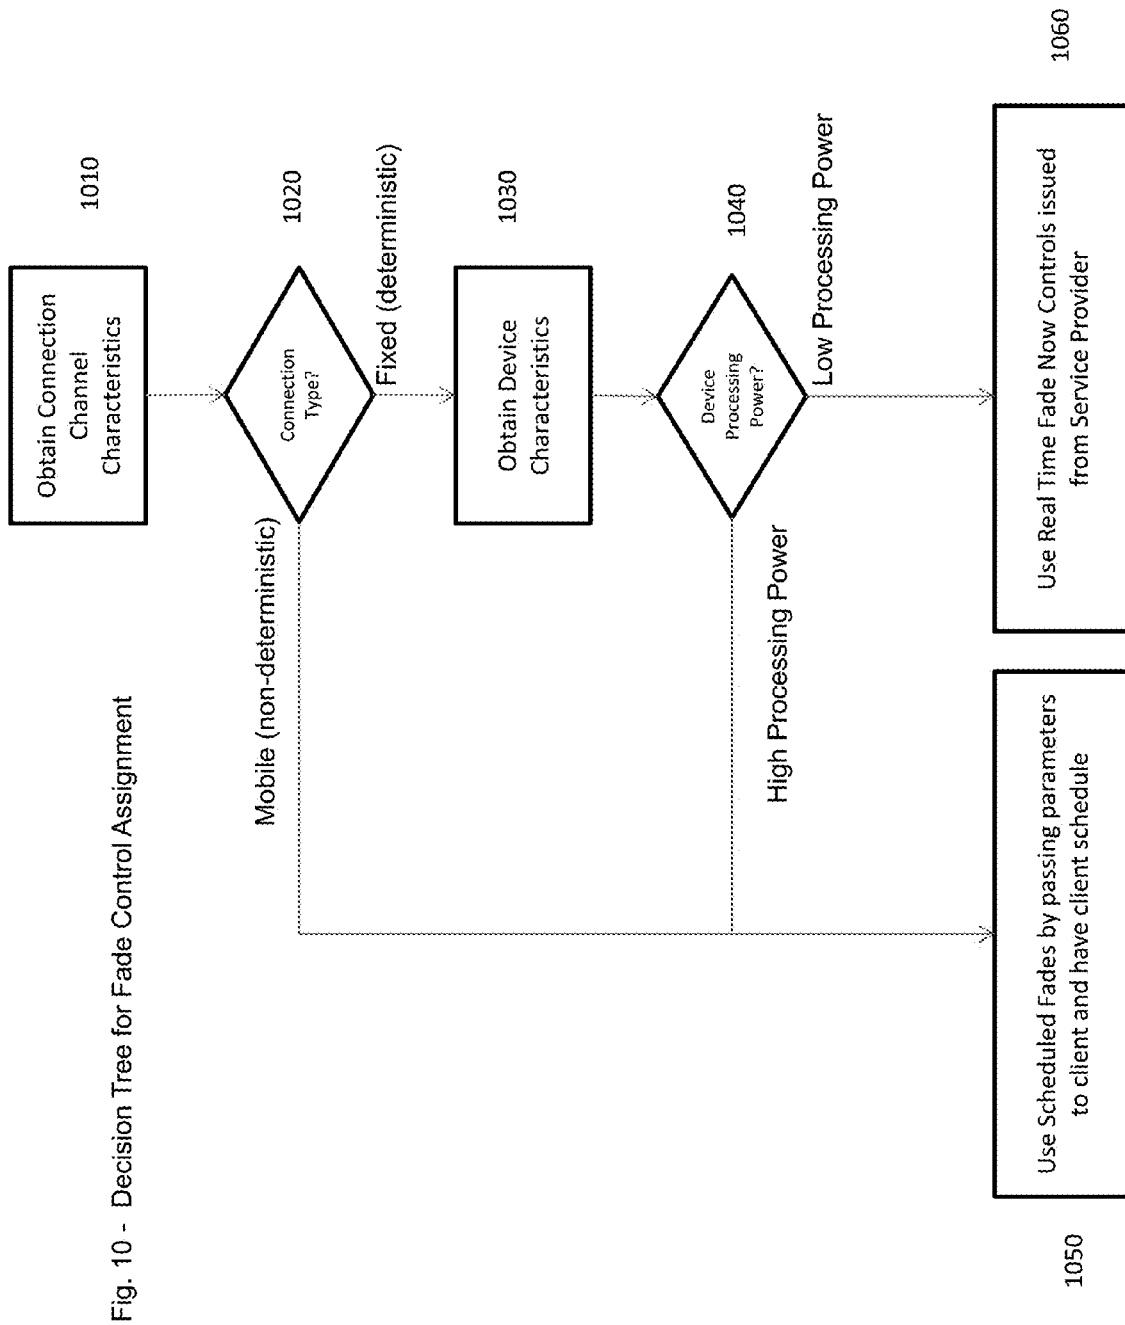 Fig. 10 - Decision Tree for Fade Control Assignment
Obtain Connection
Channel
Characteristics
1010
Connection
Type?
1020
Mobile (non-deterministic)
Fixed (deterministic)
Obtain Device
Characteristics
1030
Device
Processing
Power?
1040
High Processing Power
Low Processing Power
1050
Use Scheduled Fades by passing parameters
to client and have client schedule
Use Real Time Fade Now Controls issued
from Service Provider
1060